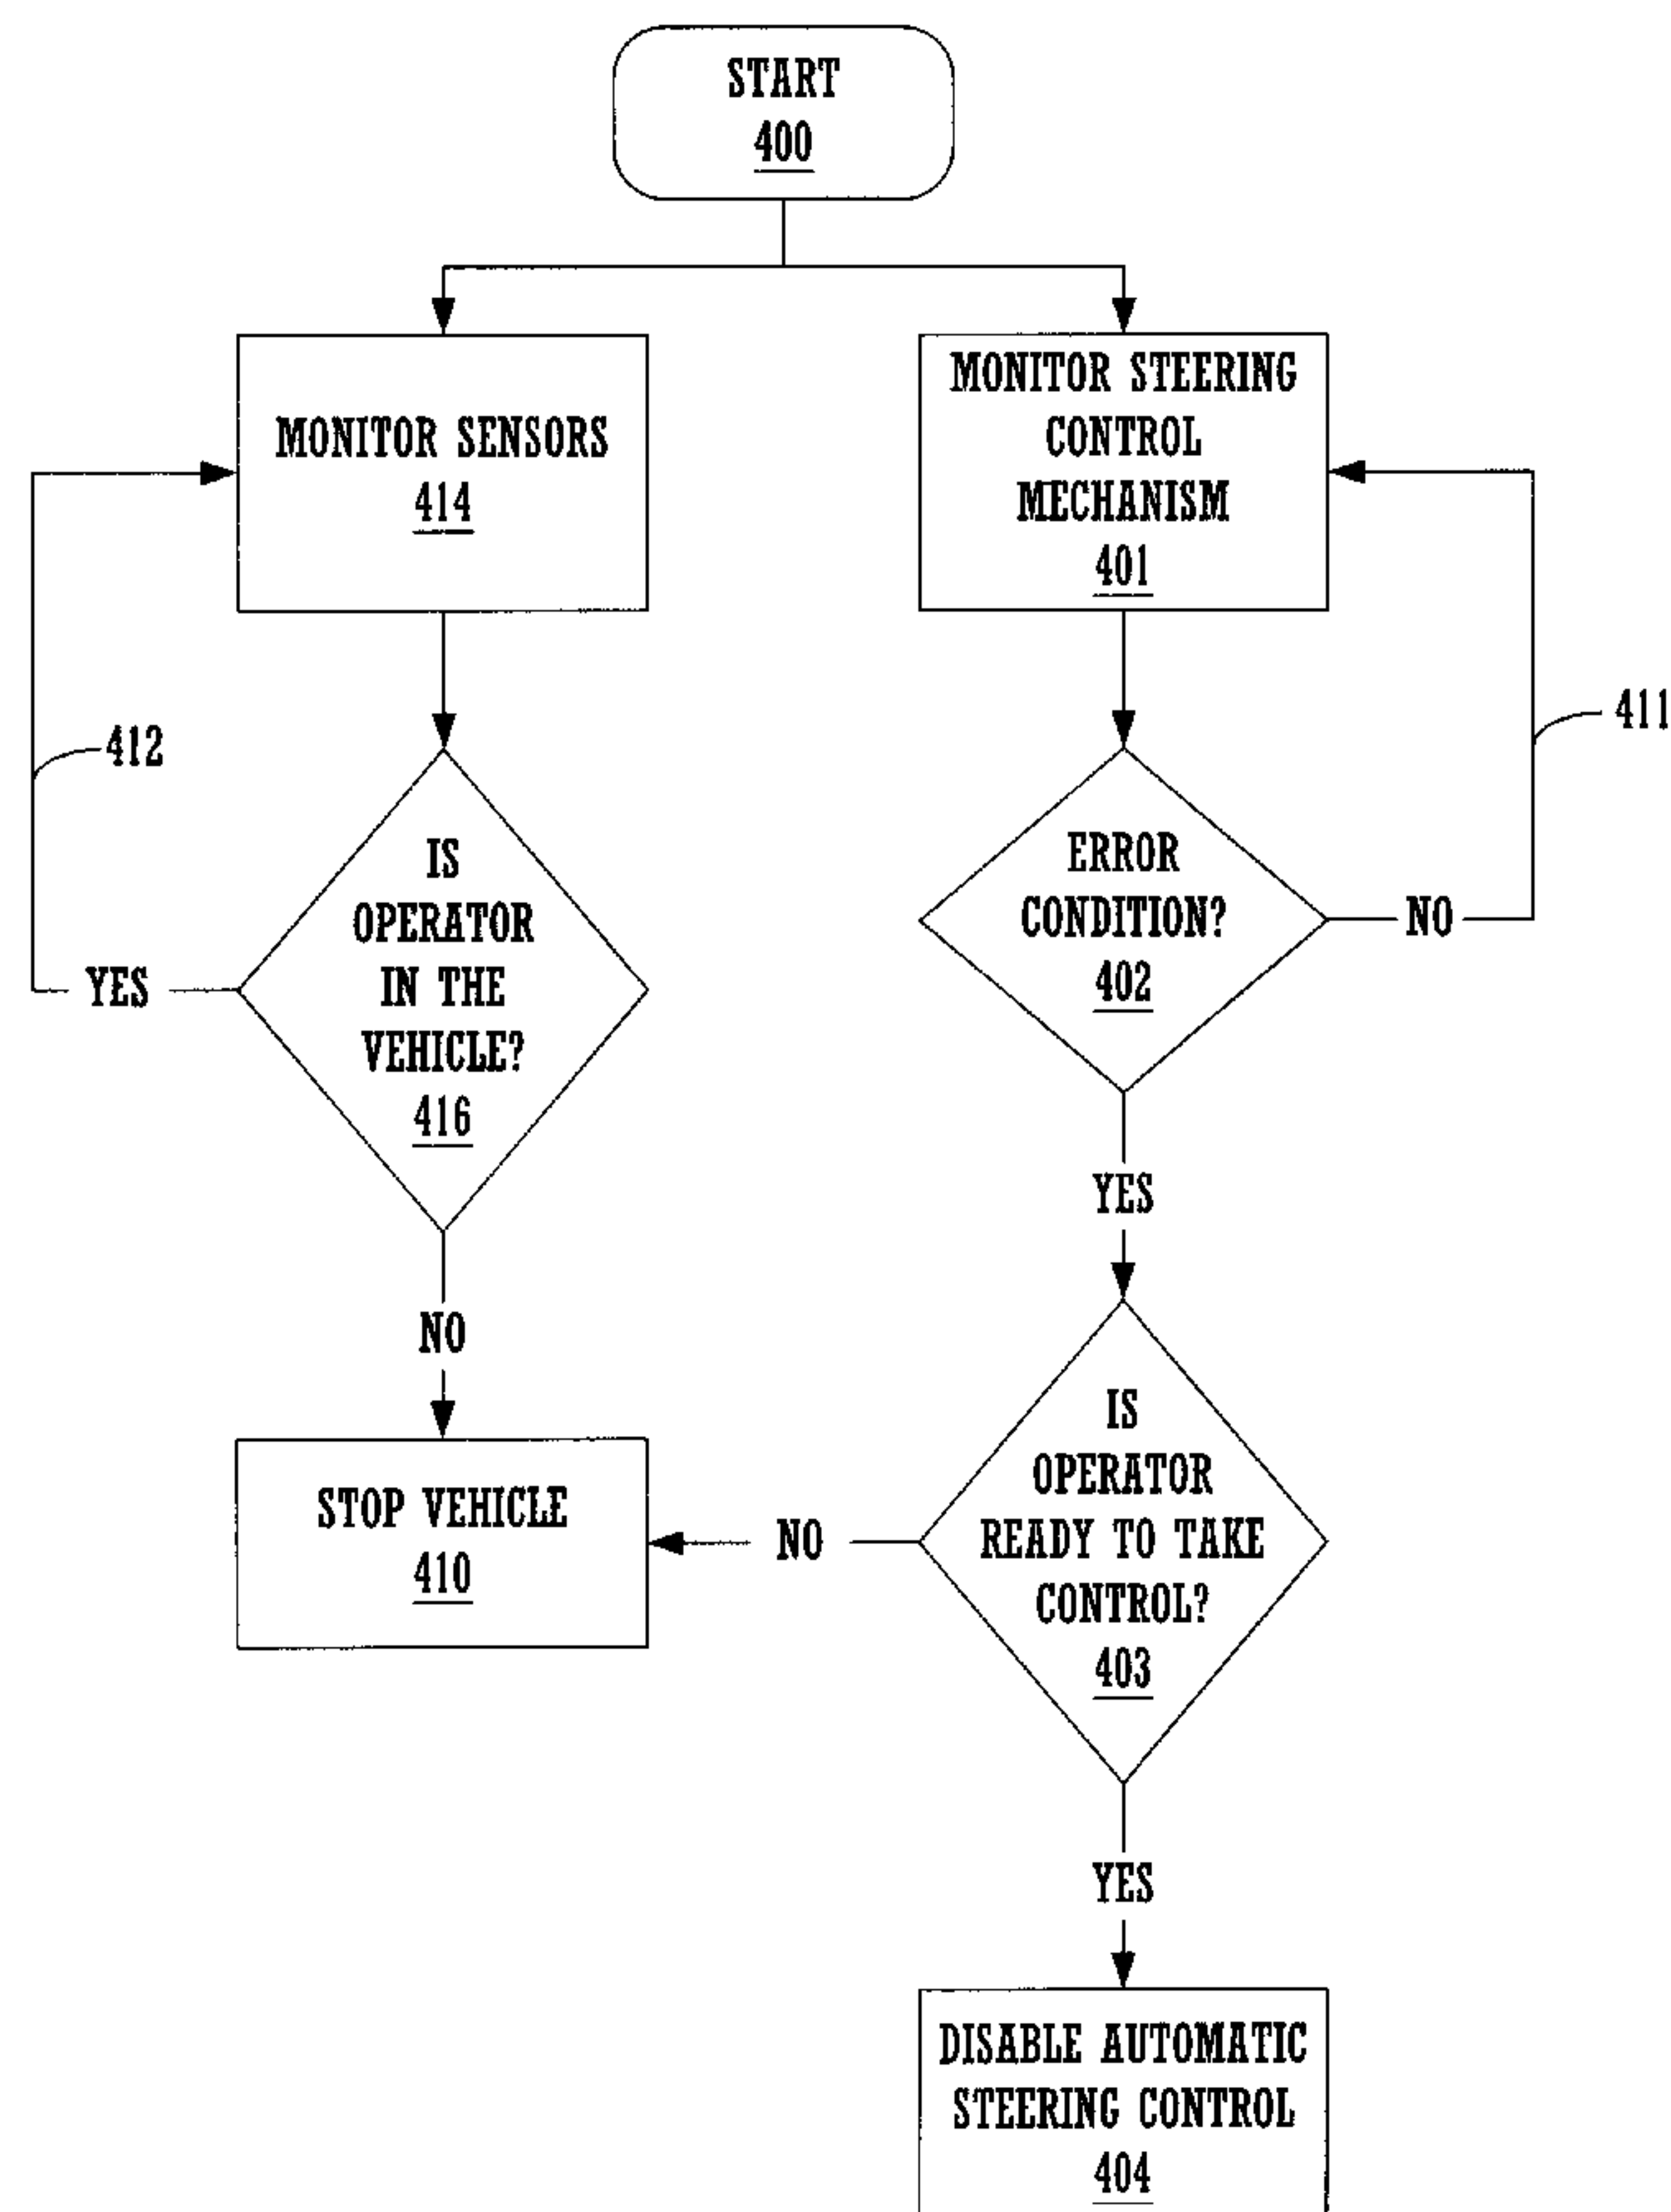 START
400
MONITOR SENSORS
414
MONITOR STEERING
CONTROL
MECHANISM
401
412
411
IS
OPERATOR
IN THE
VEHICLE?
416
YES
NO
ERROR
CONDITION?
402
NO
YES
STOP VEHICLE
410
NO
IS
OPERATOR
READY TO TAKE
CONTROL?
403
YES
DISABLE AUTOMATIC
STEERING CONTROL
404